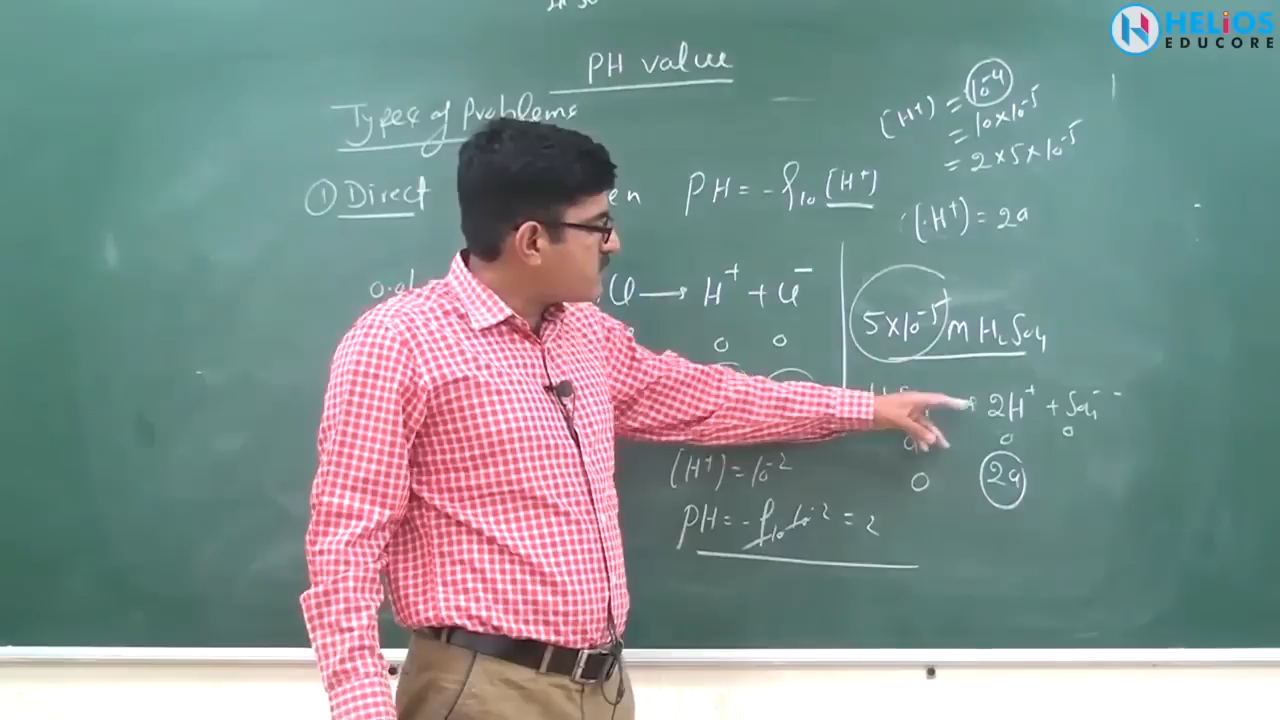 HELiOS
EDUCORE
PH value
Types of Problems
① Direct
PH = -log₁₀ [H⁺]
[H⁺] = 10⁻⁴
= 10×10⁻⁵
= 2×5×10⁻⁵
[H⁺] = 2a
→ H⁺ + Cl⁻
0 0
[H⁺] = 10⁻²
PH = -log₁₀ 10⁻² = 2
5×10⁻⁵ M H₂SO₄
2H⁺ + SO₄⁻⁻
0 0
0 2a